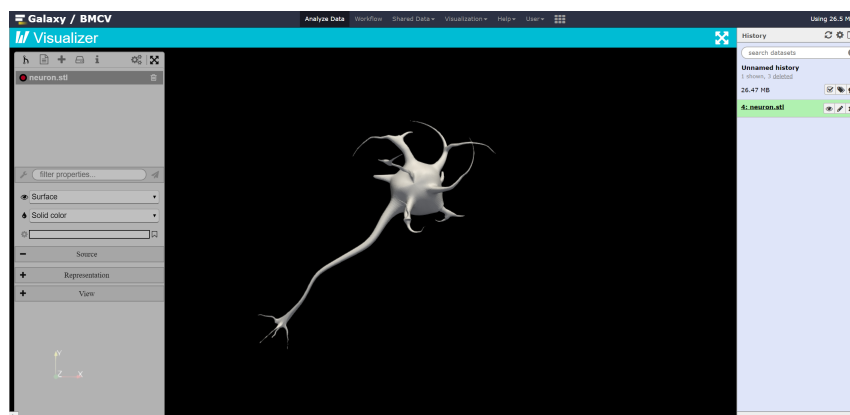 Galaxy / BMCV
Analyze Data Workflow Shared Data Visualization Help User
Using 26.5 M
Visualizer
neuron.stl
filter properties...
Surface
Solid color
Source
Representation
View
Y
Z X
History
search datasets
Unnamed history
1 shown, 3 deleted
26.47 MB
4: neuron.stl